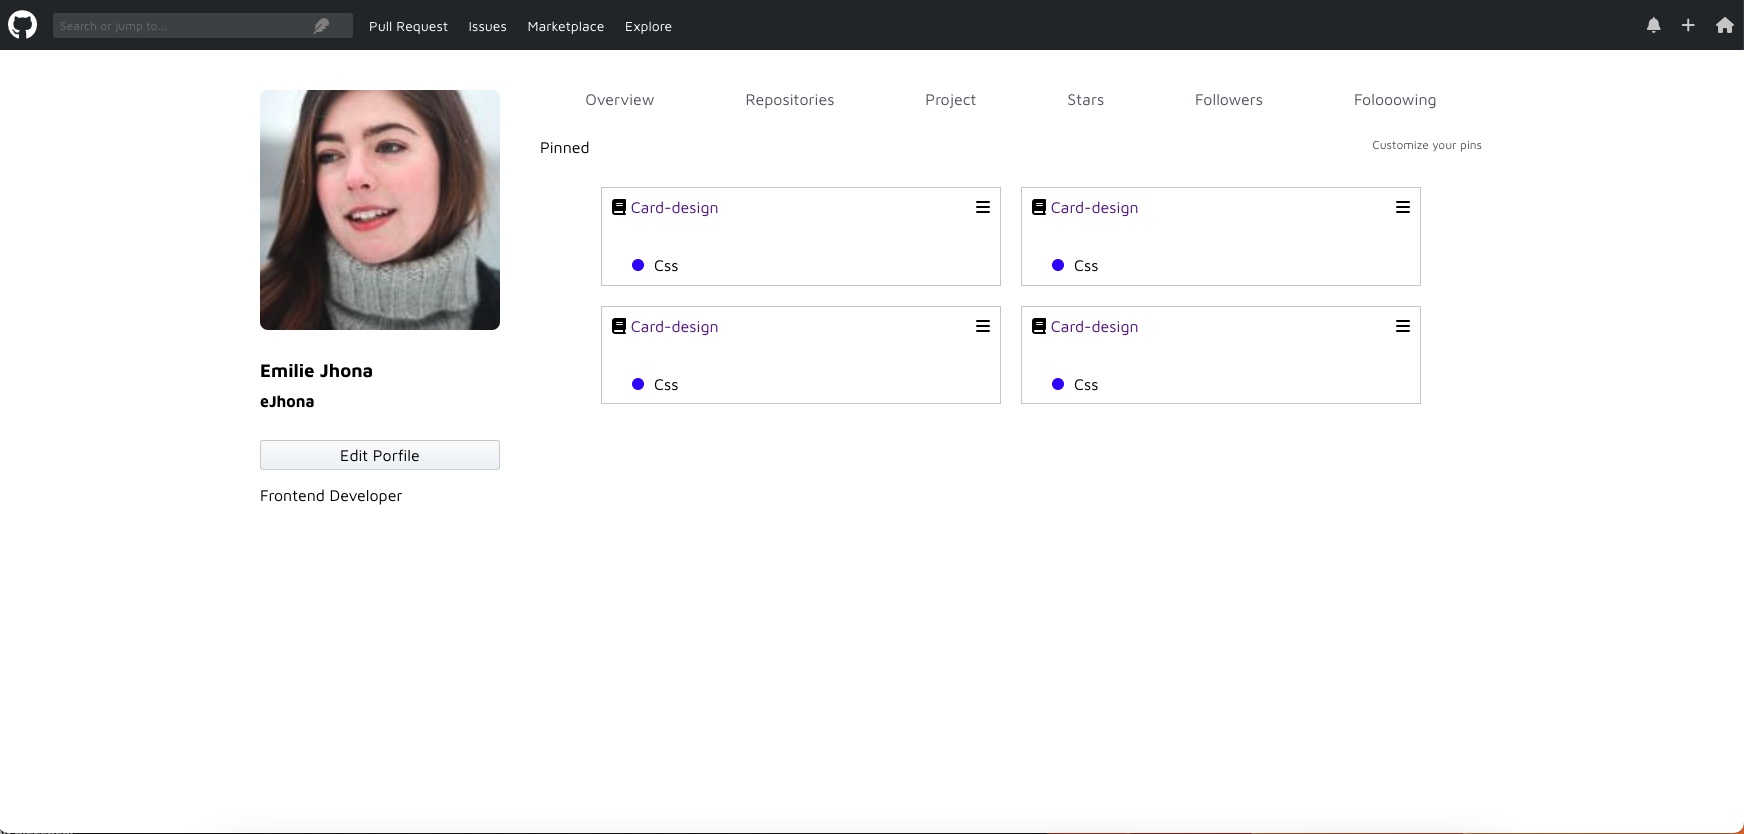 Search or jump to...
Pull Request Issues Marketplace Explore
Overview Repositories Project Stars Followers Folooowing
Pinned Customize your pins
Card-design Card-design
Css Css
Card-design Card-design
Css Css
Emilie Jhona
eJhona
Edit Porfile
Frontend Developer